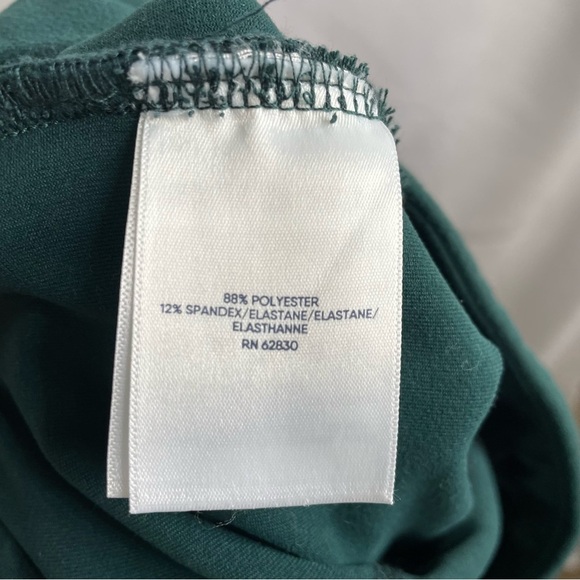 88% POLYESTER
12% SPANDEX/ELASTANE/ELASTANE/
ELASTHANNE
RN 62830